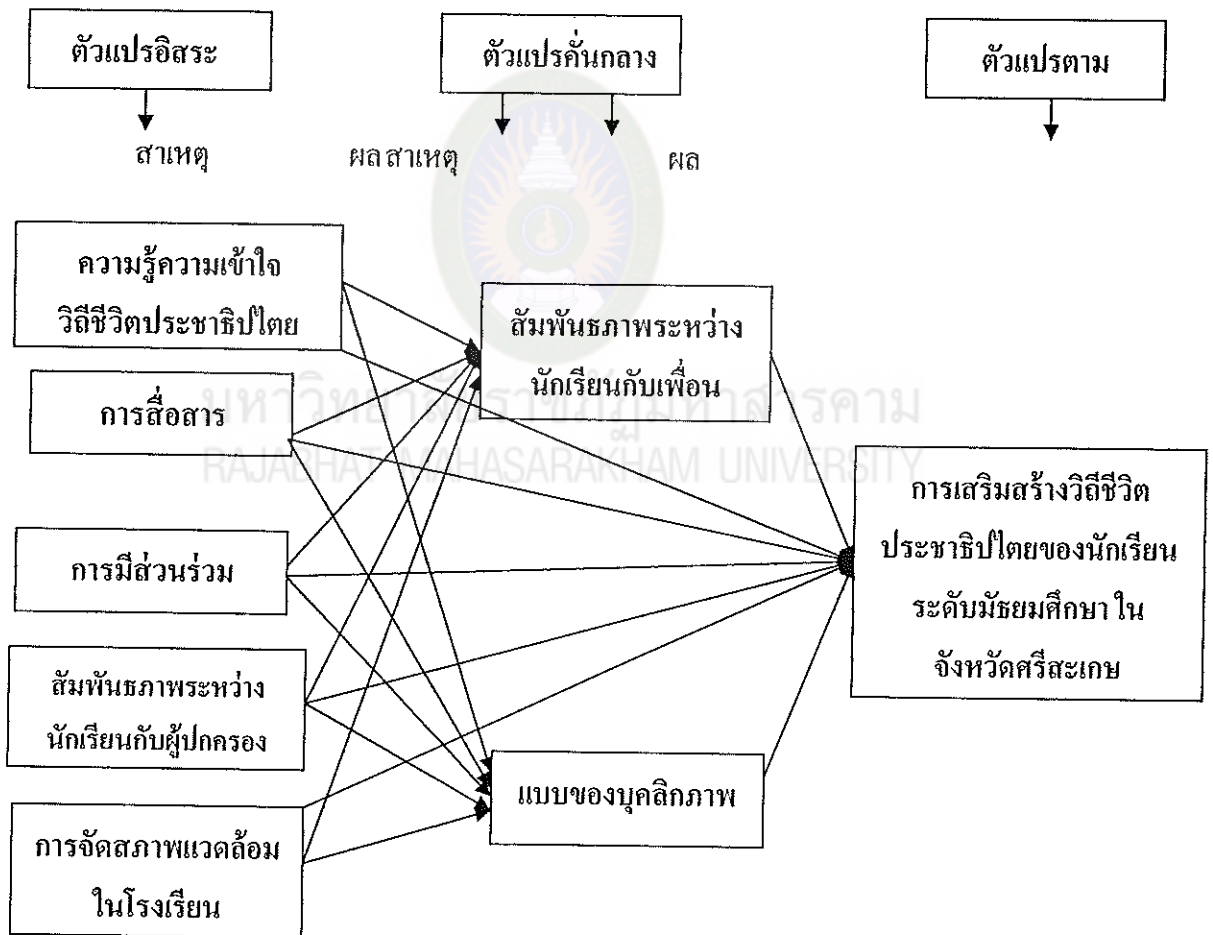 ตัวแปรอิสระ
ตัวแปรคั่นกลาง
ตัวแปรตาม
สาเหตุ
ผล สาเหตุ
ผล
ความรู้ความเข้าใจ
วิถีชีวิตประชาธิปไตย
การสื่อสาร
การมีส่วนร่วม
สัมพันธภาพระหว่าง
นักเรียนกับผู้ปกครอง
การจัดสภาพแวดล้อม
ในโรงเรียน
สัมพันธภาพระหว่าง
นักเรียนกับเพื่อน
แบบของบุคลิกภาพ
การเสริมสร้างวิถีชีวิต
ประชาธิปไตยของนักเรียน
ระดับมัธยมศึกษา ใน
จังหวัดศรีสะเกษ
มหาวิทยาลัยราชภัฏมหาสารคาม
RAJABHAT MAHASARAKHAM UNIVERSITY